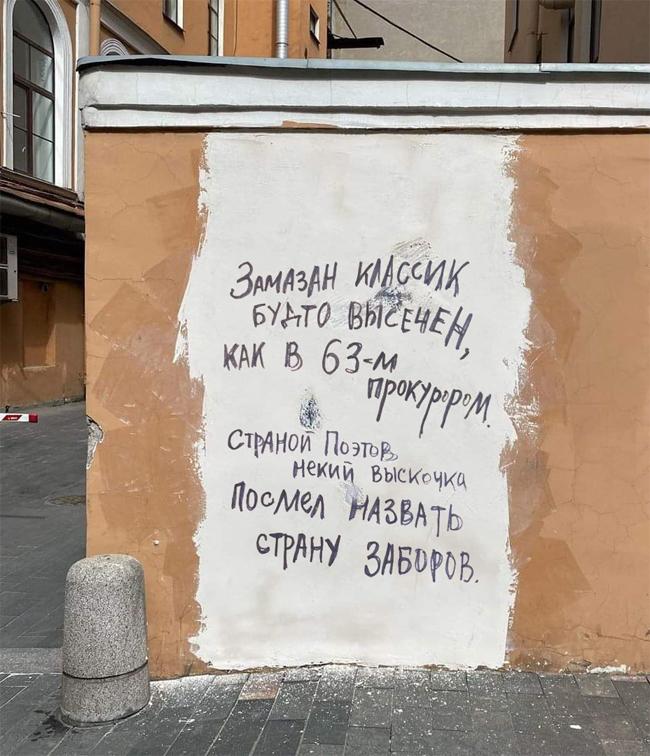 Замазан классик
будто высечен,
как в 63-м
прокурором.
Страной Поэтов
некий выскочка
посмел назвать
страну заборов.